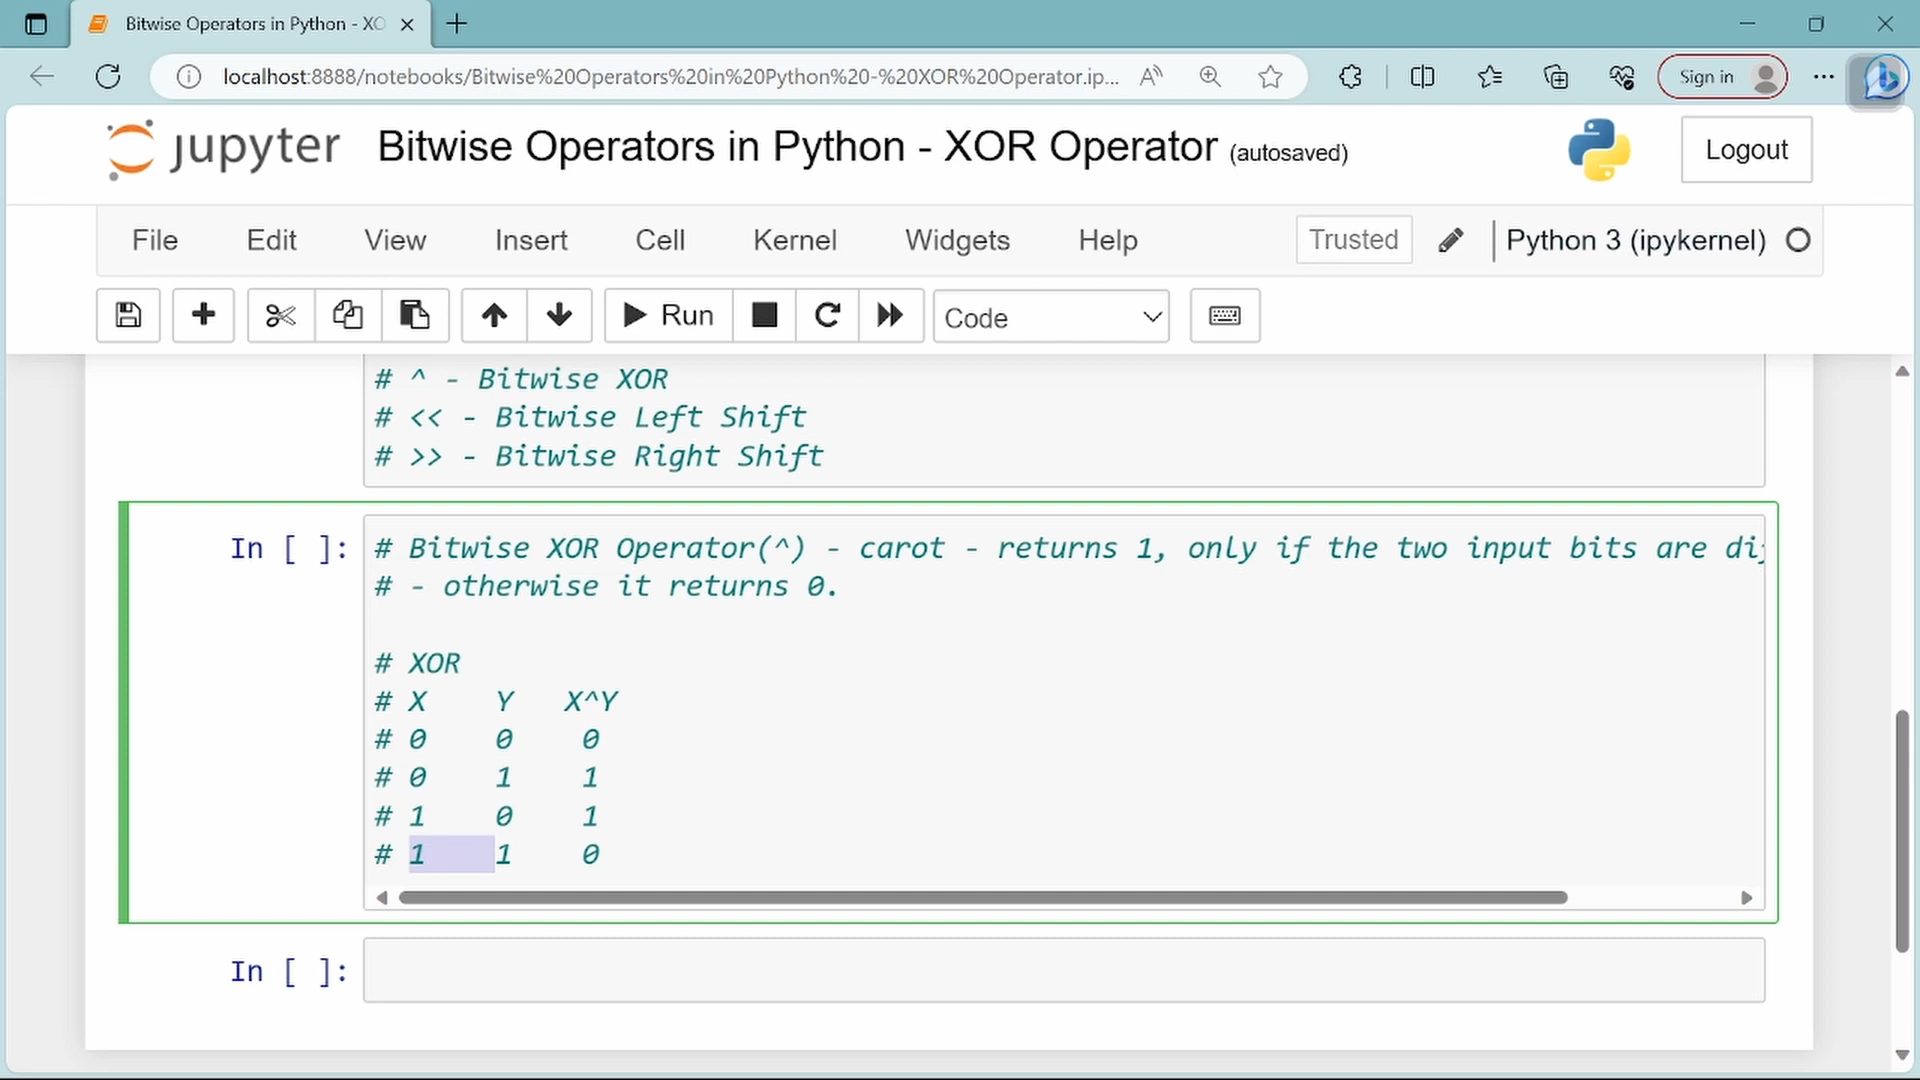 Bitwise Operators in Python - XO
localhost:8888/notebooks/Bitwise%20Operators%20in%20Python%20-%20XOR%20Operator.ip...
Sign in
jupyter Bitwise Operators in Python - XOR Operator (autosaved)
Logout
File Edit View Insert Cell Kernel Widgets Help Trusted Python 3 (ipykernel)
Run Code
# ^ - Bitwise XOR
# << - Bitwise Left Shift
# >> - Bitwise Right Shift
In [ ]: # Bitwise XOR Operator(^) - carot - returns 1, only if the two input bits are di
# - otherwise it returns 0.
# XOR
# X Y X^Y
# 0 0 0
# 0 1 1
# 1 0 1
# 1 1 0
In [ ]: